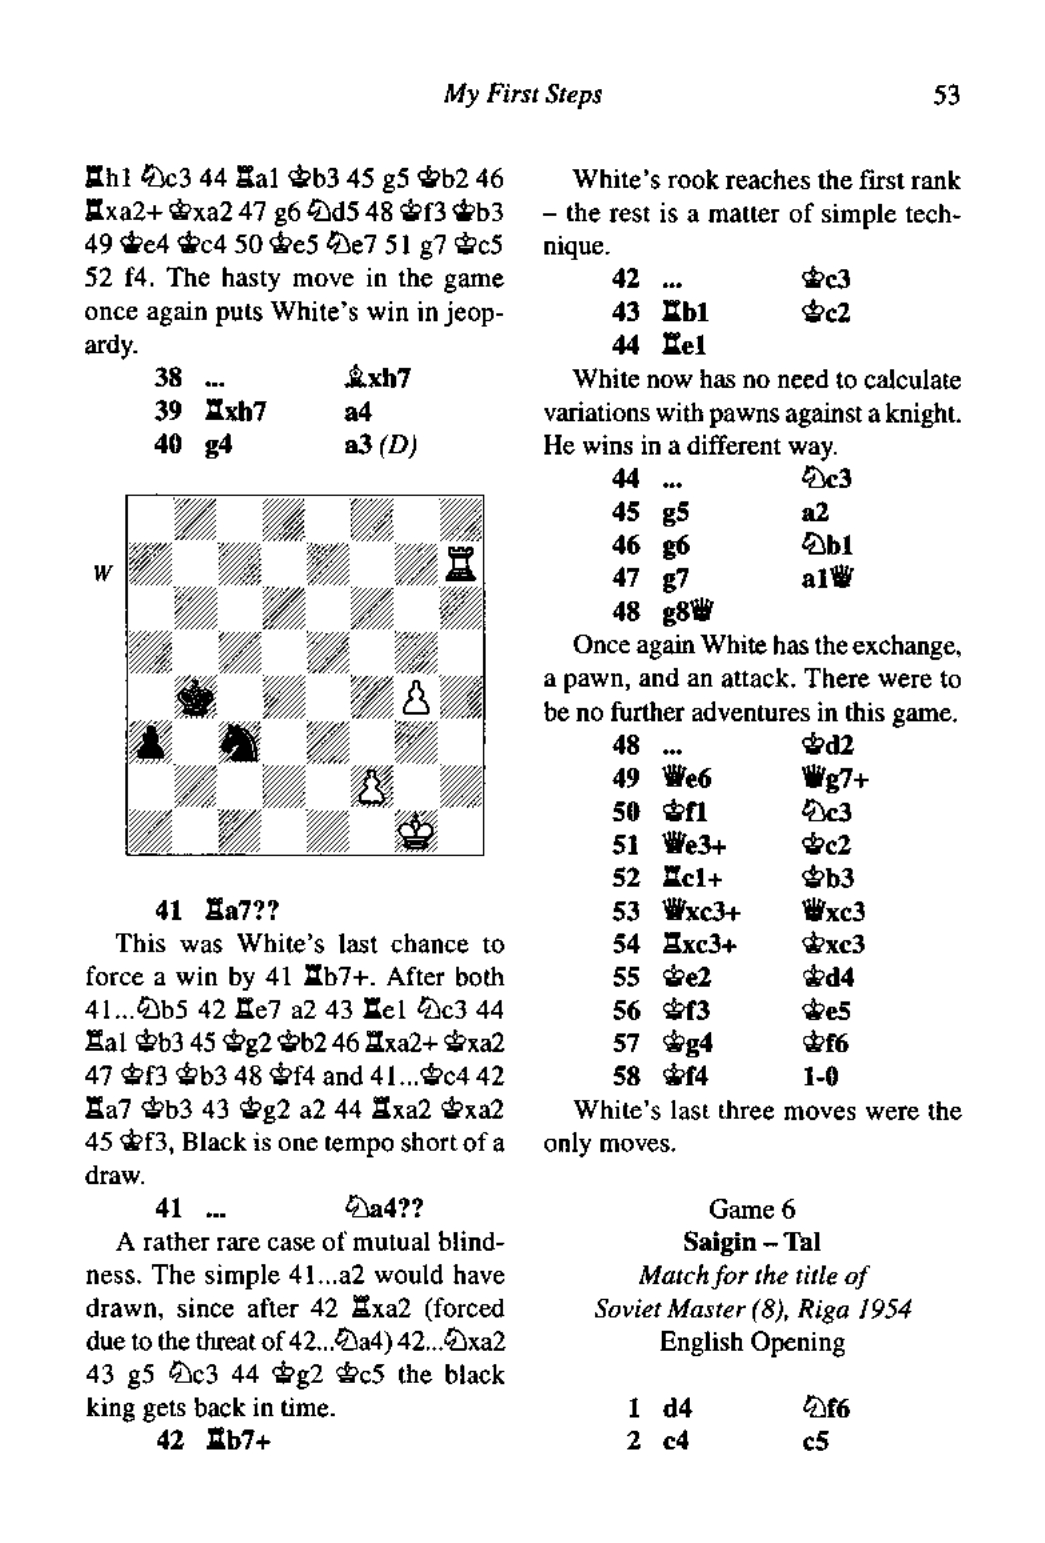 My First Steps 53
♖h1 ♘c3 44 ♖a1 ♔b3 45 g5 ♔b2 46
♖xa2+ ♔xa2 47 g6 ♘d5 48 ♔f3 ♔b3
49 ♔e4 ♔c4 50 ♔e5 ♘e7 51 g7 ♔c5
52 f4. The hasty move in the game
once again puts White's win in jeop-
ardy.
38 ... ♗xh7
39 ♖xh7 a4
40 g4 a3 (D)
W
41 ♖a7??
This was White's last chance to
force a win by 41 ♖b7+. After both
41...♘b5 42 ♖e7 a2 43 ♖e1 ♘c3 44
♖a1 ♔b3 45 ♔g2 ♔b2 46 ♖xa2+ ♔xa2
47 ♔f3 ♔b3 48 ♔f4 and 41...♔c4 42
♖a7 ♔b3 43 ♔g2 a2 44 ♖xa2 ♔xa2
45 ♔f3, Black is one tempo short of a
draw.
41 ... ♘a4??
A rather rare case of mutual blind-
ness. The simple 41...a2 would have
drawn, since after 42 ♖xa2 (forced
due to the threat of 42...♘a4) 42...♘xa2
43 g5 ♘c3 44 ♔g2 ♔c5 the black
king gets back in time.
42 ♖b7+
White's rook reaches the first rank
– the rest is a matter of simple tech-
nique.
42 ... ♔c3
43 ♖b1 ♔c2
44 ♖e1
White now has no need to calculate
variations with pawns against a knight.
He wins in a different way.
44 ... ♘c3
45 g5 a2
46 g6 ♘b1
47 g7 a1♕
48 g8♕
Once again White has the exchange,
a pawn, and an attack. There were to
be no further adventures in this game.
48 ... ♔d2
49 ♕e6 ♕g7+
50 ♔f1 ♘c3
51 ♕e3+ ♔c2
52 ♖c1+ ♔b3
53 ♕xc3+ ♕xc3
54 ♖xc3+ ♔xc3
55 ♔e2 ♔d4
56 ♔f3 ♔e5
57 ♔g4 ♔f6
58 ♔f4 1-0
White's last three moves were the
only moves.
Game 6
Saigin – Tal
Match for the title of
Soviet Master (8), Riga 1954
English Opening
1 d4 ♘f6
2 c4 c5